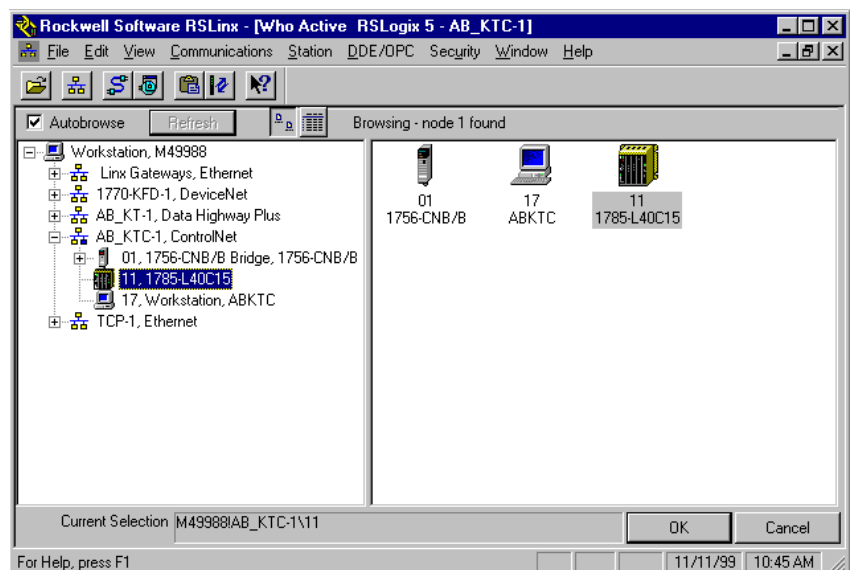 Rockwell Software RSLinx - [Who Active  RSLogix 5 - AB_KTC-1]
File Edit View Communications Station DDE/OPC Security Window Help
Autobrowse Refresh Browsing - node 1 found
Workstation, M49988
Linx Gateways, Ethernet
1770-KFD-1, DeviceNet
AB_KT-1, Data Highway Plus
AB_KTC-1, ControlNet
01, 1756-CNB/B Bridge, 1756-CNB/B
11, 1785-L40C15
17, Workstation, ABKTC
TCP-1, Ethernet
01 17 11
1756-CNB/B ABKTC 1785-L40C15
Current Selection M49988!AB_KTC-1\11 OK Cancel
For Help, press F1 11/11/99 10:45 AM